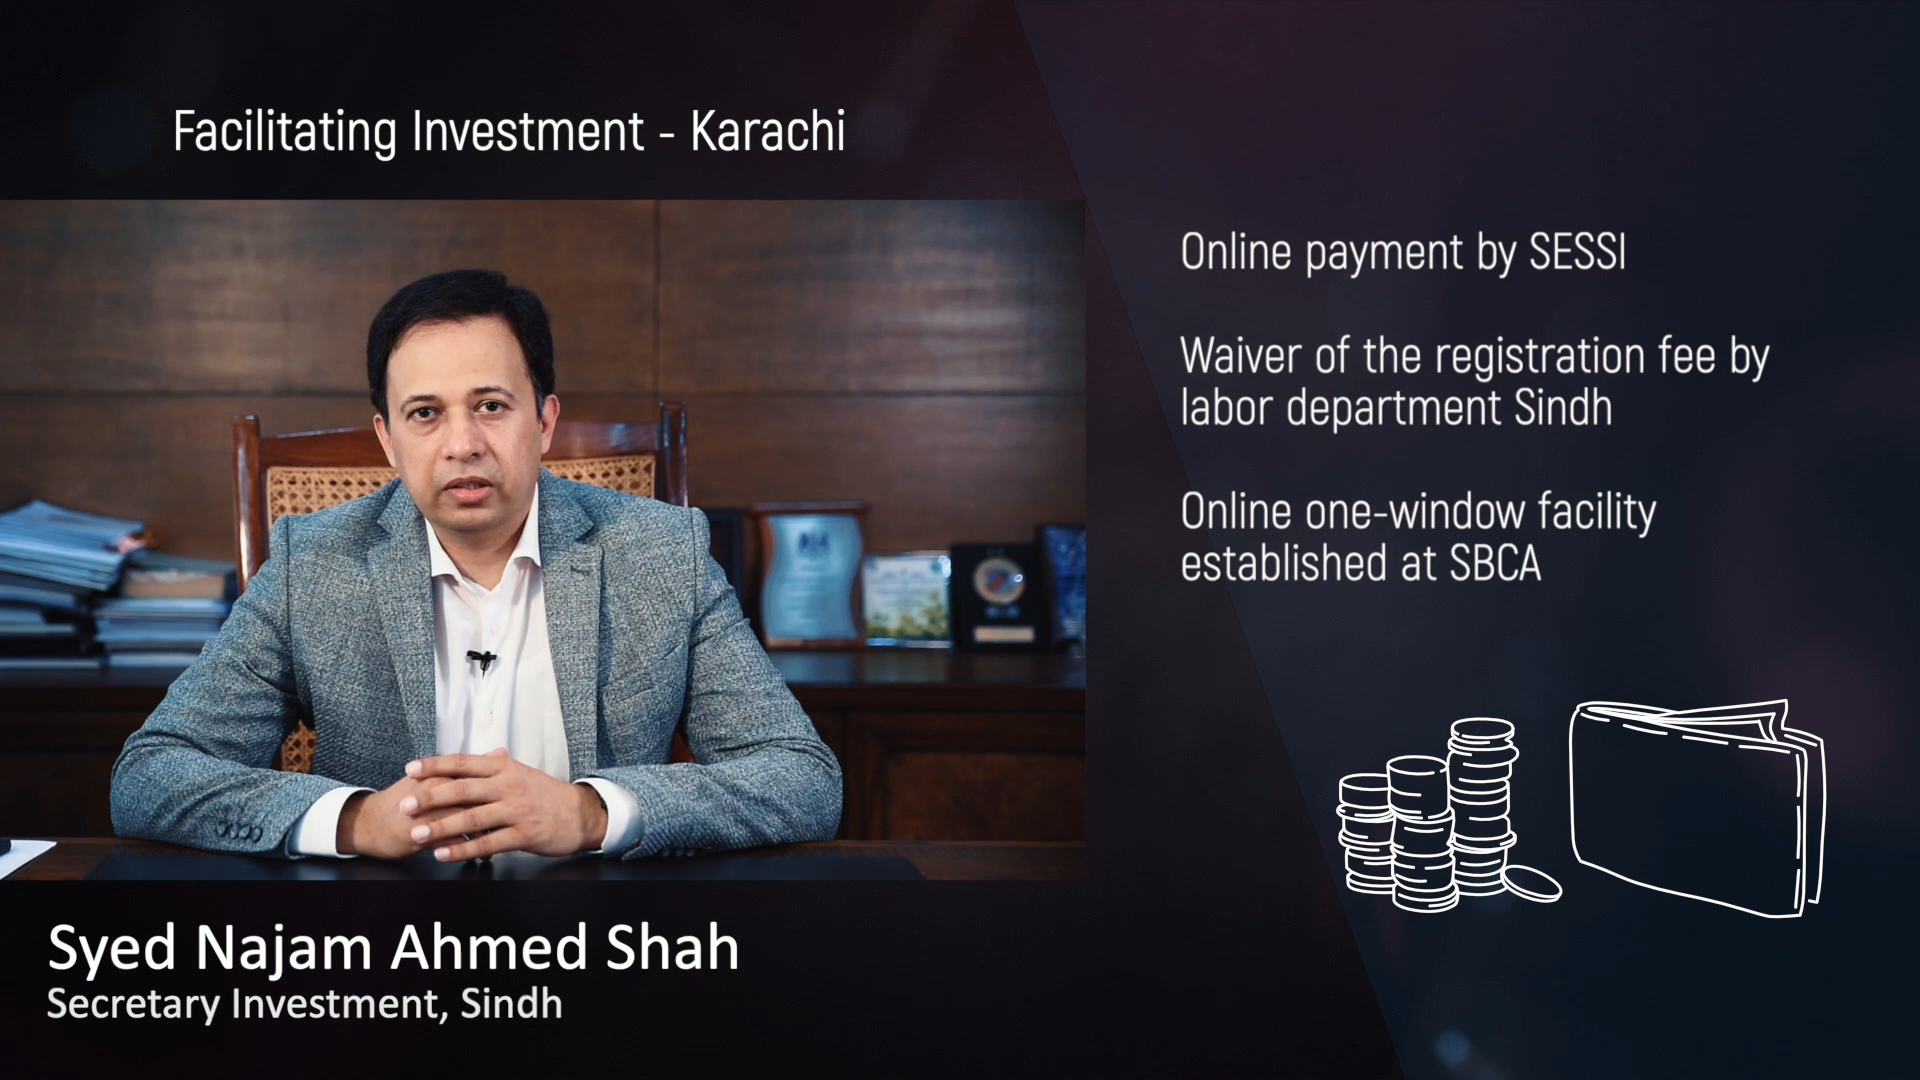 Facilitating Investment - Karachi
Online payment by SESSI
Waiver of the registration fee by
labor department Sindh
Online one-window facility
established at SBCA
Syed Najam Ahmed Shah
Secretary Investment, Sindh